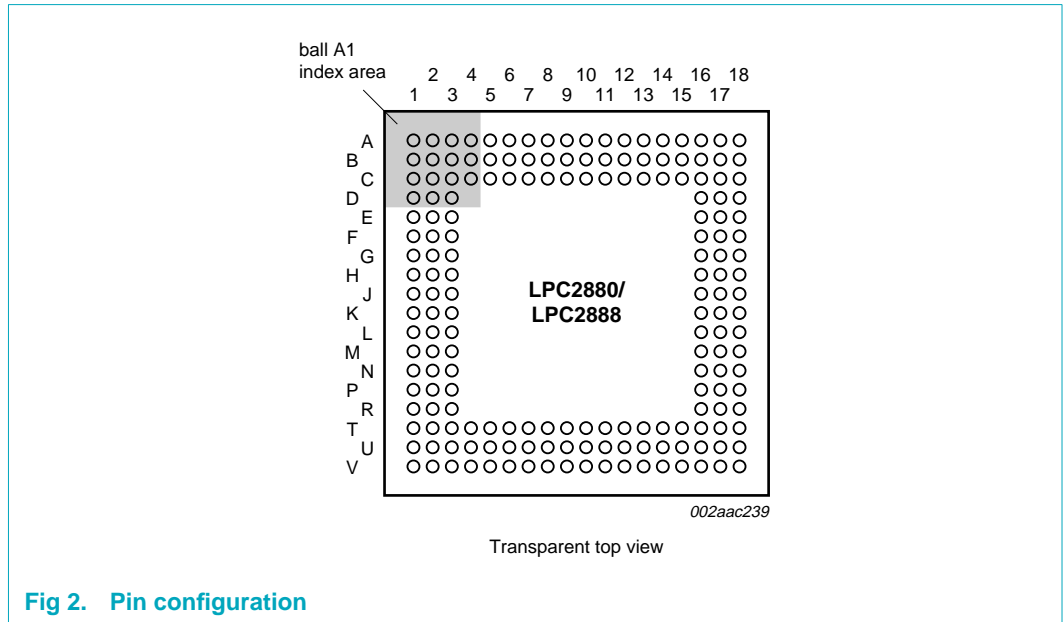 ball A1
index area
2 4 6 8 10 12 14 16 18
1 3 5 7 9 11 13 15 17
A
B
C
D
E
F
G
H
J
K
L
M
N
P
R
T
U
V
LPC2880/
LPC2888
002aac239
Transparent top view
Fig 2. Pin configuration